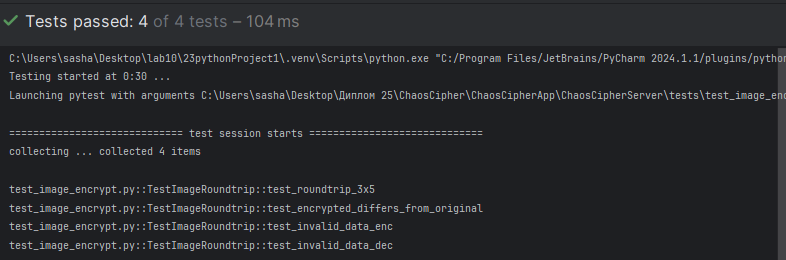 Tests passed: 4 of 4 tests – 104 ms
C:\Users\sasha\Desktop\lab10\23pythonProject1\.venv\Scripts\python.exe "C:/Program Files/JetBrains/PyCharm 2024.1.1/plugins/python
Testing started at 0:30 ...
Launching pytest with arguments C:\Users\sasha\Desktop\Диплом 25\ChaosCipher\ChaosCipherApp\ChaosCipherServer\tests\test_image_enc
============================= test session starts =============================
collecting ... collected 4 items
test_image_encrypt.py::TestImageRoundtrip::test_roundtrip_3x5
test_image_encrypt.py::TestImageRoundtrip::test_encrypted_differs_from_original
test_image_encrypt.py::TestImageRoundtrip::test_invalid_data_enc
test_image_encrypt.py::TestImageRoundtrip::test_invalid_data_dec